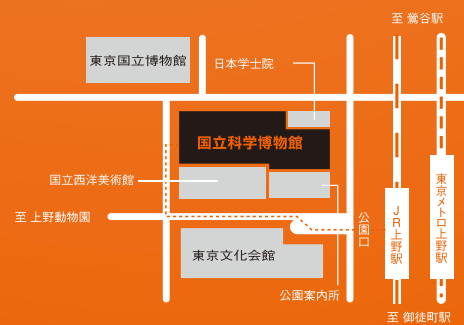 至 鶯谷駅
東京国立博物館
日本学士院
国立科学博物館
国立西洋美術館
至 上野動物園
公園口
JR上野駅
東京メトロ上野駅
東京文化会館
公園案内所
至 御徒町駅